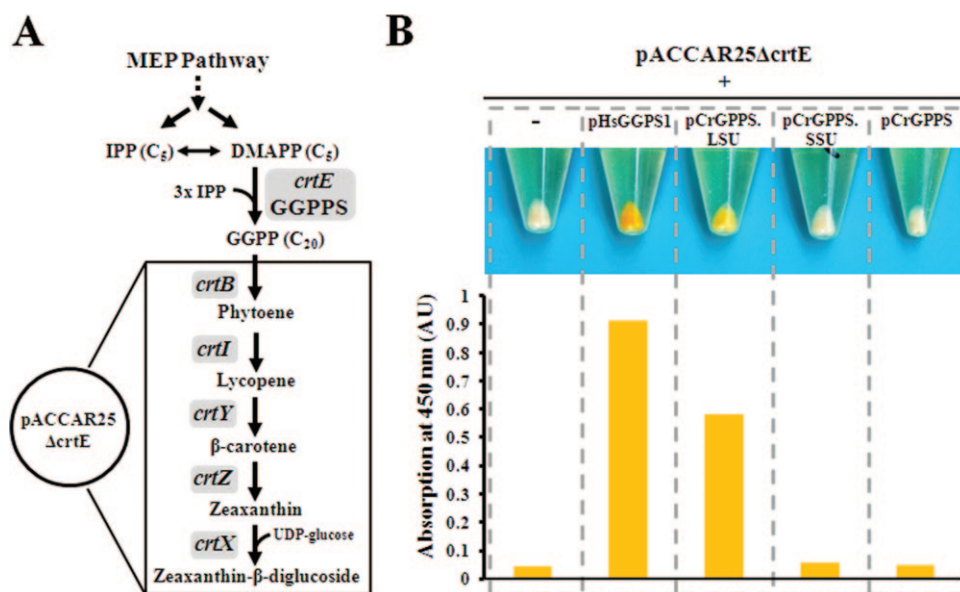 A
MEP Pathway
IPP (C5)
DMAPP (C5)
3x IPP
crtE
GGPPS
GGPP (C20)
crtB
Phytoene
crtI
Lycopene
crtY
β-carotene
crtZ
Zeaxanthin
crtX
UDP-glucose
Zeaxanthin-β-diglucoside
pACCAR25
ΔcrtE
B
pACCAR25ΔcrtE
+
-
pHsGGPS1
pCrGPPS.
LSU
pCrGPPS.
SSU
pCrGPPS
Absorption at 450 nm (AU)
1
0.9
0.8
0.7
0.6
0.5
0.4
0.3
0.2
0.1
0